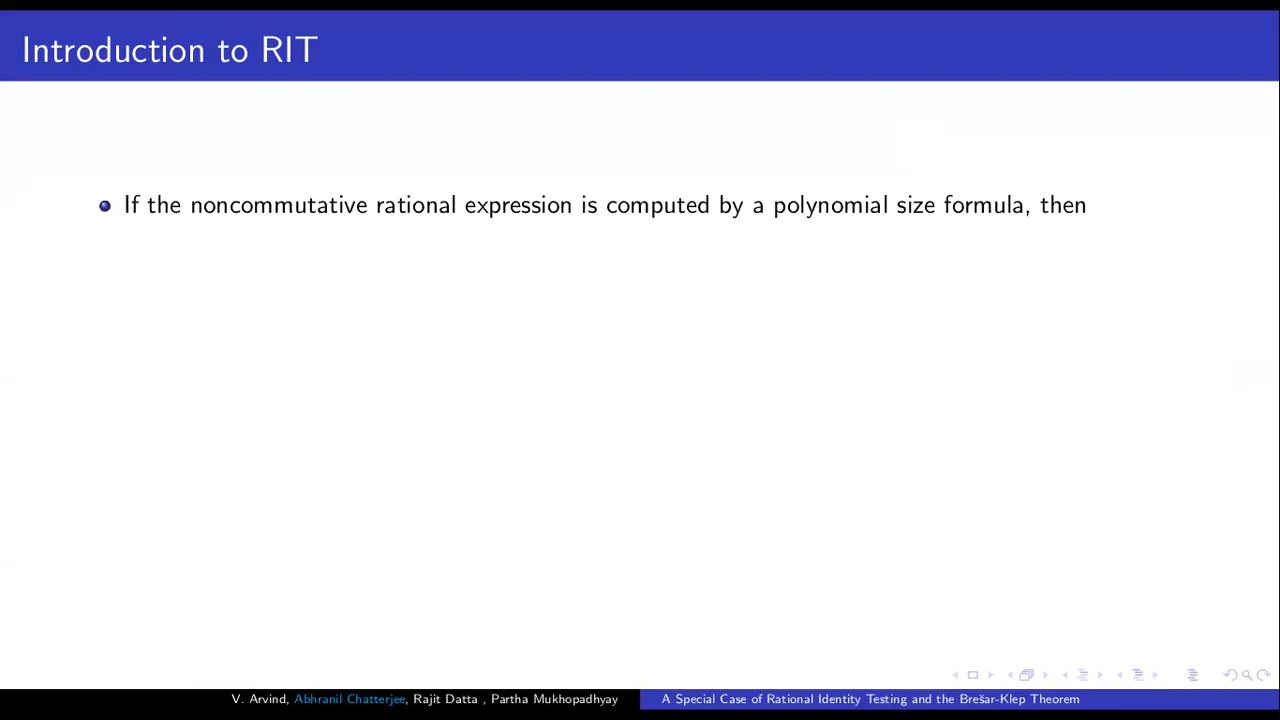 Introduction to RIT
If the noncommutative rational expression is computed by a polynomial size formula, then
V. Arvind, Abhranil Chatterjee, Rajit Datta , Partha Mukhopadhyay
A Special Case of Rational Identity Testing and the Brešar-Klep Theorem